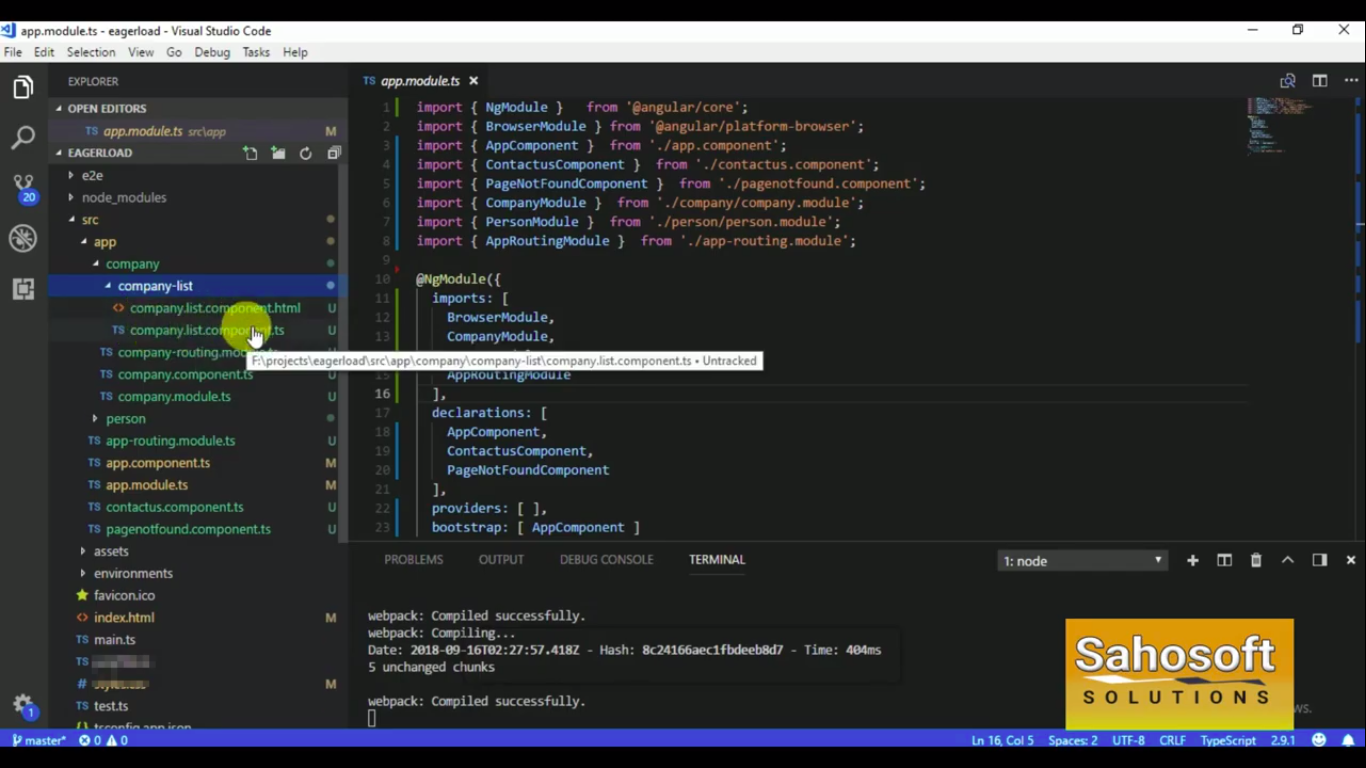 app.module.ts - eagerload - Visual Studio Code
File Edit Selection View Go Debug Tasks Help
EXPLORER
OPEN EDITORS
TS app.module.ts src\app M
EAGERLOAD
e2e
node_modules
src
app
company
company-list
<> company.list.component.html U
TS company.list.component.ts U
TS company-routing.module.ts U
TS company.component.ts U
TS company.module.ts U
person
TS app-routing.module.ts U
TS app.component.ts M
TS app.module.ts M
TS contactus.component.ts U
TS pagenotfound.component.ts U
assets
environments
favicon.ico
<> index.html M
TS main.ts
TS
# styles.css M
TS test.ts
{} tsconfig.app.json
20
1
TS app.module.ts
1 import { NgModule } from '@angular/core';
2 import { BrowserModule } from '@angular/platform-browser';
3 import { AppComponent } from './app.component';
4 import { ContactusComponent } from './contactus.component';
5 import { PageNotFoundComponent } from './pagenotfound.component';
6 import { CompanyModule } from './company/company.module';
7 import { PersonModule } from './person/person.module';
8 import { AppRoutingModule } from './app-routing.module';
9
10 @NgModule({
11 imports: [
12 BrowserModule,
13 CompanyModule,
F:\projects\eagerload\src\app\company\company-list\company.list.component.ts • Untracked
15 AppRoutingModule
16 ],
17 declarations: [
18 AppComponent,
19 ContactusComponent,
20 PageNotFoundComponent
21 ],
22 providers: [ ],
23 bootstrap: [ AppComponent ]
PROBLEMS OUTPUT DEBUG CONSOLE TERMINAL 1: node
webpack: Compiled successfully.
webpack: Compiling...
Date: 2018-09-16T02:27:57.418Z - Hash: 8c24166aec1fbdeeb8d7 - Time: 404ms
5 unchanged chunks
webpack: Compiled successfully.
Sahosoft
SOLUTIONS
ws.
master* 0 0 Ln 16, Col 5 Spaces: 2 UTF-8 CRLF TypeScript 2.9.1